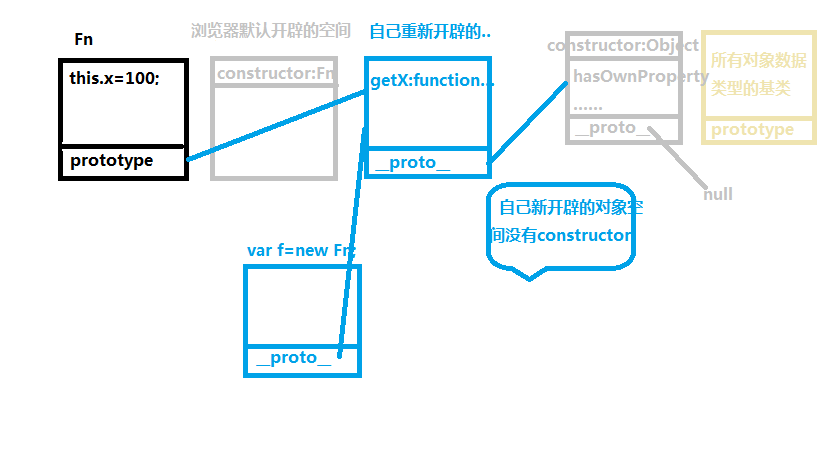 Fn
this.x=100;
prototype
浏览器默认开辟的空间
constructor:Fn
自己重新开辟的..
getX:function...
__proto__
constructor:Object
hasOwnProperty
......
__proto__
null
所有对象数据
类型的基类
prototype
自己新开辟的对象空
间没有constructor
var f=new Fn;
__proto__